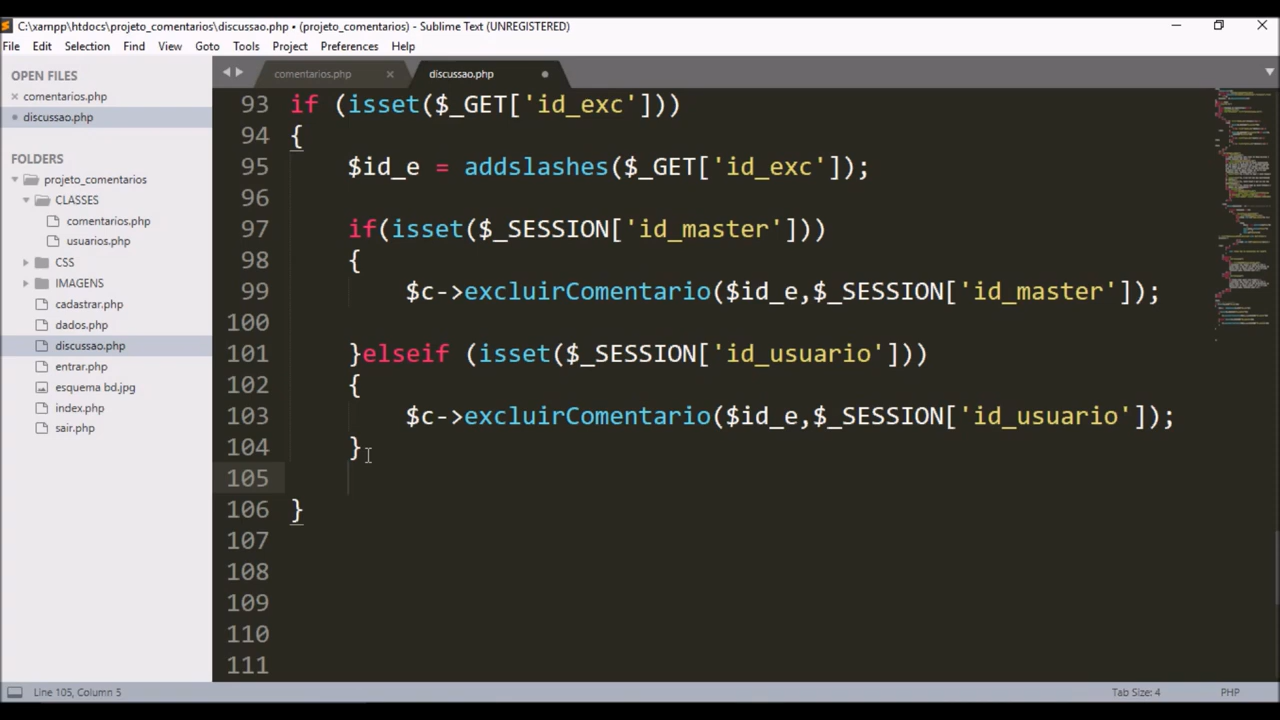 C:\xampp\htdocs\projeto_comentarios\discussao.php • (projeto_comentarios) - Sublime Text (UNREGISTERED)
File Edit Selection Find View Goto Tools Project Preferences Help
OPEN FILES
comentarios.php
discussao.php
FOLDERS
projeto_comentarios
CLASSES
comentarios.php
usuarios.php
CSS
IMAGENS
cadastrar.php
dados.php
discussao.php
entrar.php
esquema bd.jpg
index.php
sair.php
comentarios.php discussao.php
93 if (isset($_GET['id_exc']))
94 {
95 $id_e = addslashes($_GET['id_exc']);
96
97 if(isset($_SESSION['id_master']))
98 {
99 $c->excluirComentario($id_e,$_SESSION['id_master']);
100
101 }elseif (isset($_SESSION['id_usuario']))
102 {
103 $c->excluirComentario($id_e,$_SESSION['id_usuario']);
104 }
105
106 }
107
108
109
110
111
Line 105, Column 5 Tab Size: 4 PHP